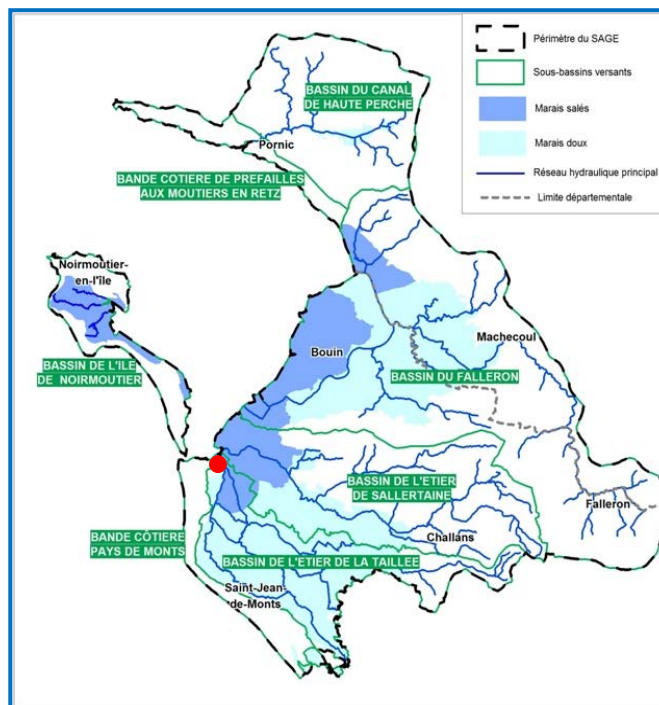 Périmètre du SAGE
Sous-bassins versants
Marais salés
Marais doux
Réseau hydraulique principal
Limite départementale
BASSIN DU CANAL
DE HAUTE PERCHE
Pornic
BANDE COTIERE DE PREFAILLES
AUX MOUTIERS EN RETZ
Noirmoutier-
en-l'île
BASSIN DE L'ILE
DE NOIRMOUTIER
Bouin
Machecoul
BASSIN DU FALLERON
BASSIN DE L'ETIER
DE SALLERTAINE
Falleron
Challans
BANDE CÔTIERE
PAYS DE MONTS
BASSIN DE L'ETIER DE LA TAILLEE
Saint-Jean-
de-Monts